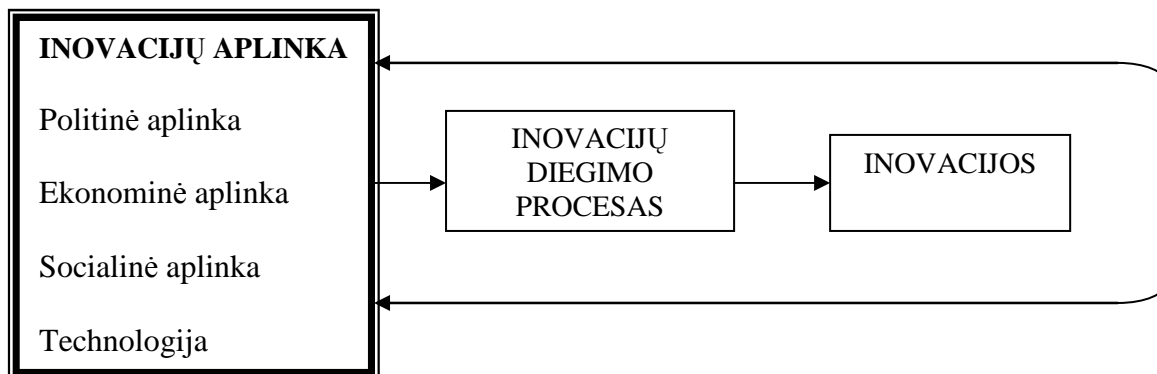 INOVACIJŲ APLINKA
Politinė aplinka
Ekonominė aplinka
Socialinė aplinka
Technologija
INOVACIJŲ
DIEGIMO
PROCESAS
INOVACIJOS